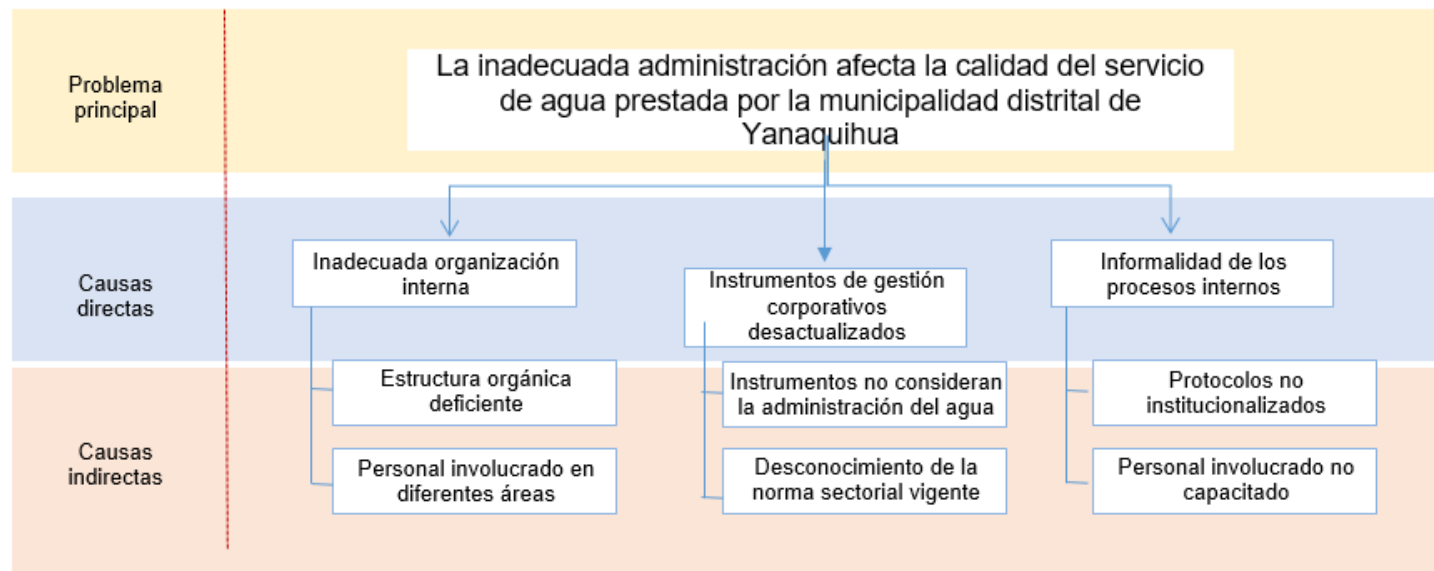 Problema
principal
La inadecuada administración afecta la calidad del servicio
de agua prestada por la municipalidad distrital de
Yanaquihua
Causas
directas
Inadecuada organización
interna
Instrumentos de gestión
corporativos
desactualizados
Informalidad de los
procesos internos
Causas
indirectas
Estructura orgánica
deficiente
Instrumentos no consideran
la administración del agua
Protocolos no
institucionalizados
Personal involucrado en
diferentes áreas
Desconocimiento de la
norma sectorial vigente
Personal involucrado no
capacitado